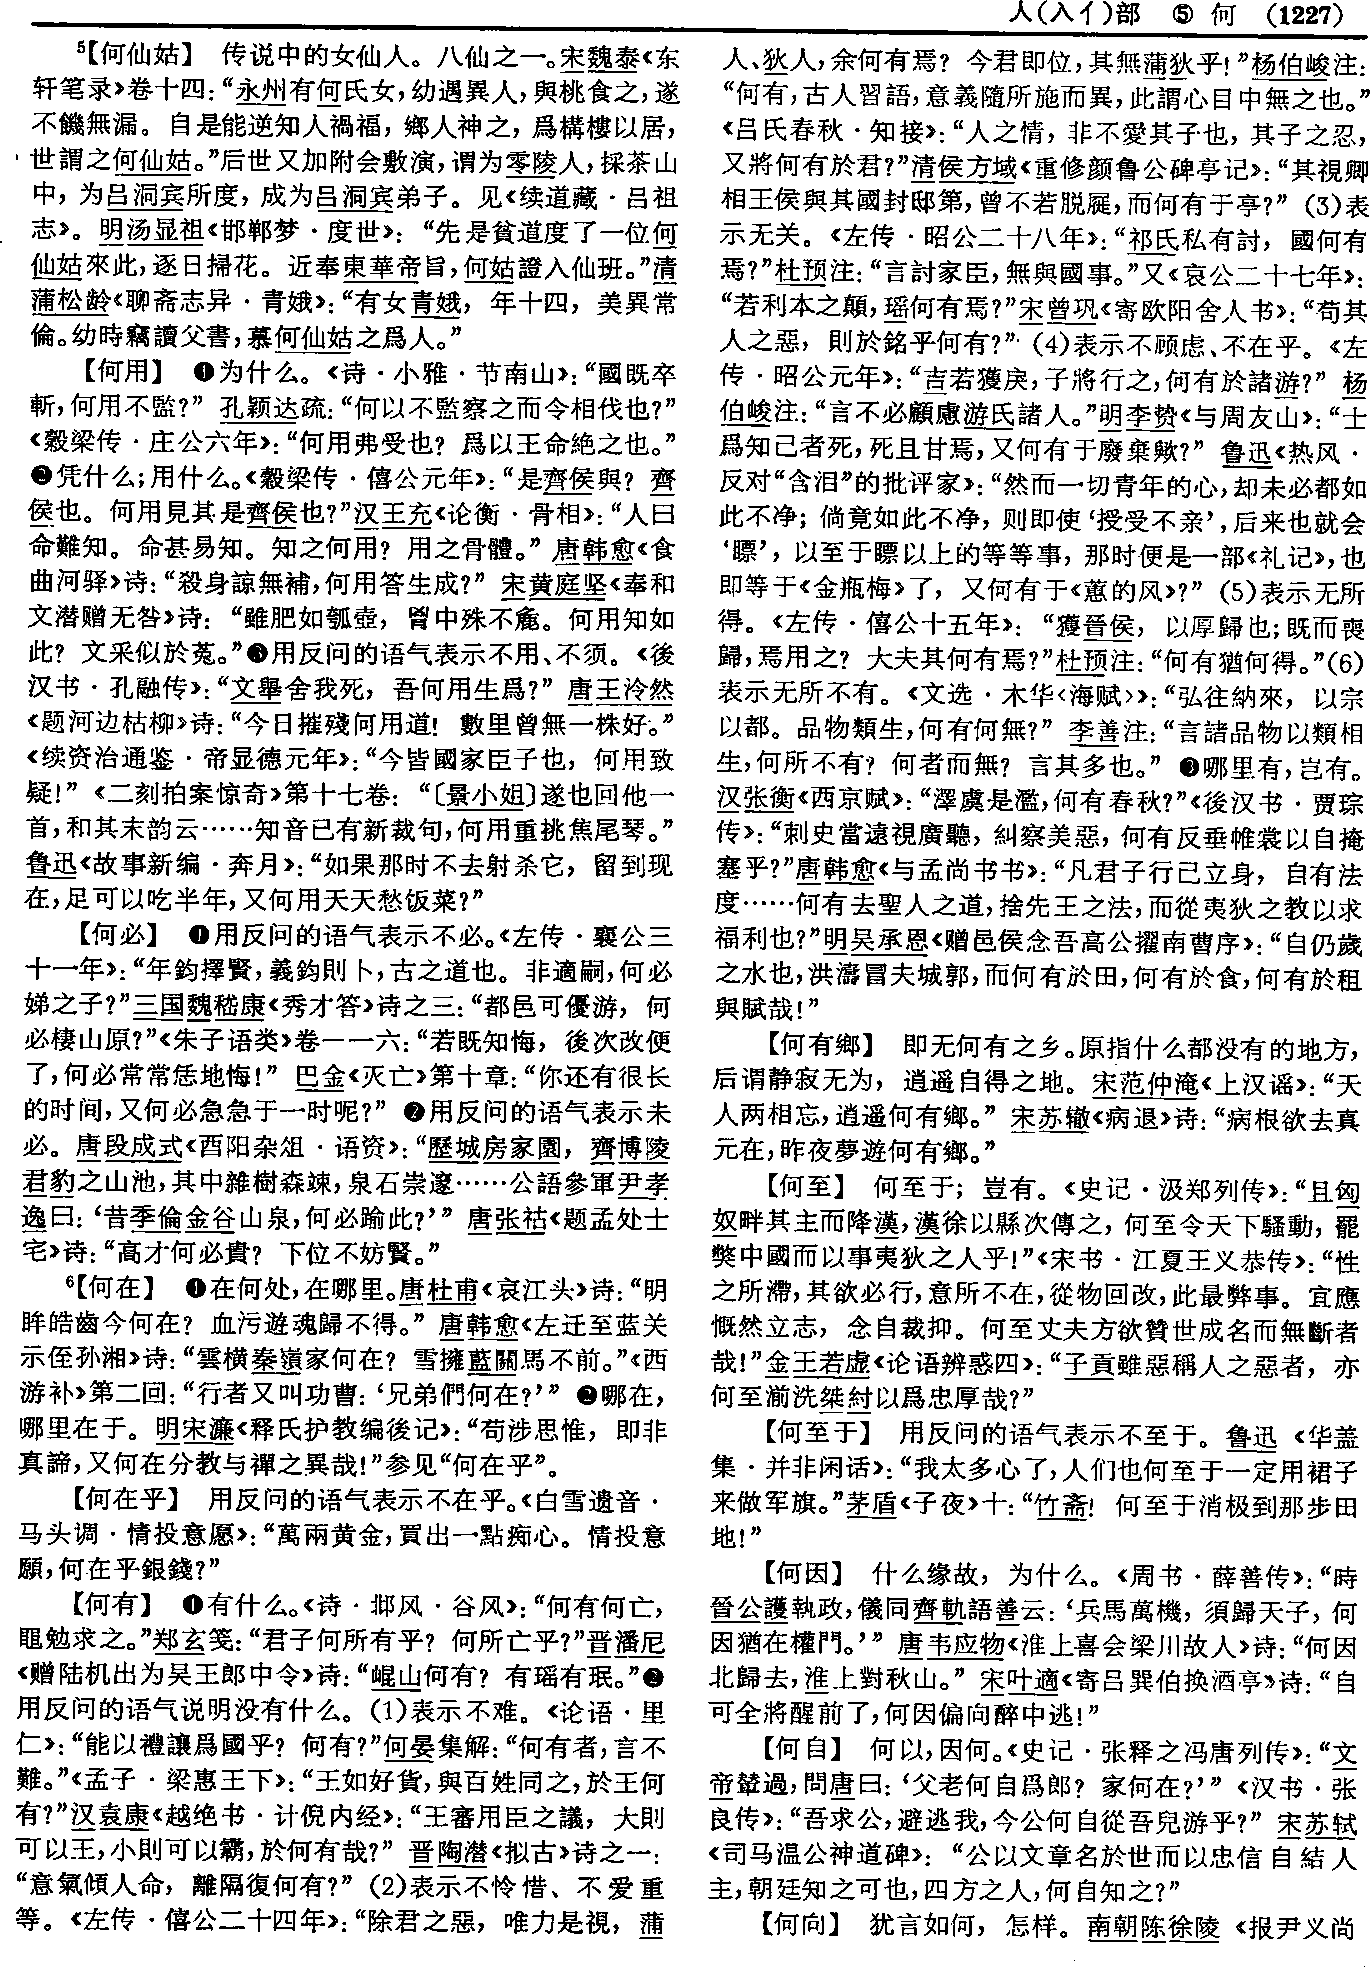 人(入亻)部 ⑤ 何 (1227)
⁵【何仙姑】 传说中的女仙人。八仙之一。宋魏泰《东
轩笔录》卷十四：“永州有何氏女，幼遇異人，與桃食之，遂
不饑無漏。自是能逆知人禍福，鄉人神之，爲構樓以居，
世謂之何仙姑。”后世又加附会敷演，谓为零陵人，採茶山
中，为吕洞宾所度，成为吕洞宾弟子。见《续道藏·吕祖
志》。明汤显祖《邯郸梦·度世》：“先是貧道度了一位何
仙姑來此，逐日掃花。近奉東華帝旨，何姑證入仙班。”清
蒲松龄《聊斋志异·青娥》：“有女青娥，年十四，美異常
倫。幼時竊讀父書，慕何仙姑之爲人。”
【何用】 ❶为什么。《诗·小雅·节南山》：“國既卒
斬，何用不監？” 孔颖达疏：“何以不監察之而令相伐也？”
《穀梁传·庄公六年》：“何用弗受也？爲以王命絶之也。”
❷凭什么；用什么。《穀梁传·僖公元年》：“是齊侯與？齊
侯也。何用見其是齊侯也？”汉王充《论衡·骨相》：“人曰
命難知。命甚易知。知之何用？用之骨體。” 唐韩愈《食
曲河驿》诗：“殺身諒無補，何用答生成？” 宋黄庭坚《奉和
文潜赠无咎》诗：“雖肥如瓠壺，胷中殊不麁。何用知如
此？文采似於菟。”❸用反问的语气表示不用、不须。《後
汉书·孔融传》：“文舉舍我死，吾何用生爲？” 唐王泠然
《题河边枯柳》诗：“今日摧殘何用道！數里曾無一株好。”
《续资治通鉴·帝显德元年》：“今皆國家臣子也，何用致
疑！” 《二刻拍案惊奇》第十七卷：“〔景小姐〕遂也回他一
首，和其末韵云……知音已有新裁句，何用重挑焦尾琴。”
鲁迅《故事新编·奔月》：“如果那时不去射杀它，留到现
在，足可以吃半年，又何用天天愁饭菜？”
【何必】 ❶用反问的语气表示不必。《左传·襄公三
十一年》：“年鈞擇賢，義鈞則卜，古之道也。非適嗣，何必
娣之子？”三国魏嵇康《秀才答》诗之三：“都邑可優游，何
必棲山原？”《朱子语类》卷一一六：“若既知悔，後次改便
了，何必常常恁地悔！” 巴金《灭亡》第十章：“你还有很长
的时间，又何必急急于一时呢？” ❷用反问的语气表示未
必。唐段成式《酉阳杂俎·语资》：“歷城房家園，齊博陵
君豹之山池，其中雜樹森竦，泉石崇邃……公語參軍尹孝
逸曰：‘昔季倫金谷山泉，何必踰此？’” 唐张祜《题孟处士
宅》诗：“高才何必貴？下位不妨賢。”
⁶【何在】 ❶在何处，在哪里。唐杜甫《哀江头》诗：“明
眸皓齒今何在？血污遊魂歸不得。” 唐韩愈《左迁至蓝关
示侄孙湘》诗：“雲横秦嶺家何在？雪擁藍關馬不前。”《西
游补》第二回：“行者又叫功曹：‘兄弟們何在？’” ❷哪在，
哪里在于。明宋濂《释氏护教编後记》：“苟涉思惟，即非
真諦，又何在分教与禪之異哉！”参见“何在乎”。
【何在乎】 用反问的语气表示不在乎。《白雪遗音·
马头调·情投意愿》：“萬兩黄金，買出一點痴心。情投意
願，何在乎銀錢？”
【何有】 ❶有什么。《诗·邶风·谷风》：“何有何亡，
黽勉求之。”郑玄笺：“君子何所有乎？何所亡乎？”晋潘尼
《赠陆机出为吴王郎中令》诗：“崐山何有？有瑶有珉。”❷
用反问的语气说明没有什么。(1)表示不难。《论语·里
仁》：“能以禮讓爲國乎？何有？”何晏集解：“何有者，言不
難。”《孟子·梁惠王下》：“王如好貨，與百姓同之，於王何
有？”汉袁康《越绝书·计倪内经》：“王審用臣之議，大則
可以王，小則可以霸，於何有哉？” 晋陶潜《拟古》诗之一：
“意氣傾人命，離隔復何有？” (2)表示不怜惜、不爱重
等。《左传·僖公二十四年》：“除君之惡，唯力是視，蒲
人、狄人，余何有焉？今君即位，其無蒲狄乎！”杨伯峻注：
“何有，古人習語，意義隨所施而異，此謂心目中無之也。”
《吕氏春秋·知接》：“人之情，非不愛其子也，其子之忍，
又將何有於君？”清侯方域《重修颜鲁公碑亭记》：“其視卿
相王侯與其國封邸第，曾不若脱屣，而何有于亭？” (3)表
示无关。《左传·昭公二十八年》：“祁氏私有討，國何有
焉？”杜预注：“言討家臣，無與國事。”又《哀公二十七年》：
“若利本之顛，瑶何有焉？”宋曾巩《寄欧阳舍人书》：“苟其
人之惡，則於銘乎何有？” (4)表示不顾虑、不在乎。《左
传·昭公元年》：“吉若獲戾，子將行之，何有於諸游？” 杨
伯峻注：“言不必顧慮游氏諸人。”明李贽《与周友山》：“士
爲知己者死，死且甘焉，又何有于廢棄歟？” 鲁迅《热风·
反对“含泪”的批评家》：“然而一切青年的心，却未必都如
此不净；倘竟如此不净，则即使‘授受不亲’，后来也就会
‘瞟’，以至于瞟以上的等等事，那时便是一部《礼记》，也
即等于《金瓶梅》了，又何有于《蕙的风》？” (5)表示无所
得。《左传·僖公十五年》：“獲晉侯，以厚歸也；既而喪
歸，焉用之？大夫其何有焉？”杜预注：“何有猶何得。”(6)
表示无所不有。《文选·木华〈海赋〉》：“弘往納來，以宗
以都。品物類生，何有何無？” 李善注：“言諸品物以類相
生，何所不有？何者而無？言其多也。” ❸哪里有，岂有。
汉张衡《西京赋》：“澤虞是濫，何有春秋？”《後汉书·贾琮
传》：“刺史當遠視廣聽，糾察美惡，何有反垂帷裳以自掩
塞乎？”唐韩愈《与孟尚书书》：“凡君子行己立身，自有法
度……何有去聖人之道，捨先王之法，而從夷狄之教以求
福利也？”明吴承恩《赠邑侯念吾高公擢南曹序》：“自仍歲
之水也，洪濤冒夫城郭，而何有於田，何有於食，何有於租
與賦哉！”
【何有鄉】 即无何有之乡。原指什么都没有的地方，
后谓静寂无为，逍遥自得之地。宋范仲淹《上汉谣》：“天
人两相忘，逍遥何有鄉。” 宋苏辙《病退》诗：“病根欲去真
元在，昨夜夢遊何有鄉。”
【何至】 何至于；豈有。《史记·汲郑列传》：“且匈
奴畔其主而降漢，漢徐以縣次傳之，何至令天下騷動，罷
獘中國而以事夷狄之人乎！”《宋书·江夏王义恭传》：“性
之所滯，其欲必行，意所不在，從物回改，此最弊事。宜應
慨然立志，念自裁抑。何至丈夫方欲贊世成名而無斷者
哉！”金王若虚《论语辨惑四》：“子貢雖惡稱人之惡者，亦
何至湔洗桀紂以爲忠厚哉？”
【何至于】 用反问的语气表示不至于。鲁迅《华盖
集·并非闲话》：“我太多心了，人们也何至于一定用裙子
来做军旗。”茅盾《子夜》十：“竹斋！何至于消极到那步田
地！”
【何因】 什么缘故，为什么。《周书·薛善传》：“時
晉公護執政，儀同齊軌語善云：‘兵馬萬機，須歸天子，何
因猶在權門。’” 唐韦应物《淮上喜会梁川故人》诗：“何因
北歸去，淮上對秋山。” 宋叶適《寄吕巽伯换酒亭》诗：“自
可全將醒前了，何因偏向醉中逃！”
【何自】 何以，因何。《史记·张释之冯唐列传》：“文
帝輦過，問唐曰：‘父老何自爲郎？家何在？’” 《汉书·张
良传》：“吾求公，避逃我，今公何自從吾兒游乎？” 宋苏轼
《司马温公神道碑》：“公以文章名於世而以忠信自結人
主，朝廷知之可也，四方之人，何自知之？”
【何向】 犹言如何，怎样。南朝陈徐陵《报尹义尚